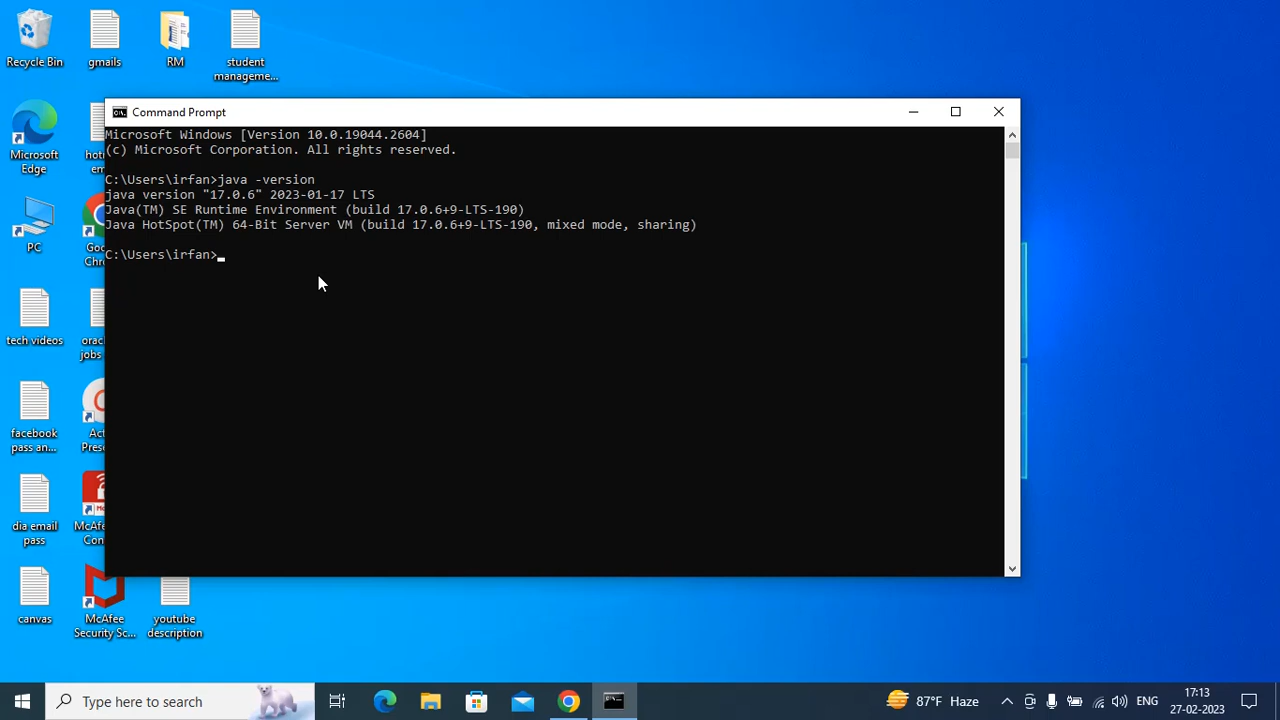 Recycle Bin
gmails
RM
student
manageme...
Microsoft
Edge
PC
tech videos
jobs
facebook
pass an...
dia email
pass
canvas
McAfee
Security Sc...
youtube
description
Command Prompt
Microsoft Windows [Version 10.0.19044.2604]
(c) Microsoft Corporation. All rights reserved.
C:\Users\irfan>java -version
java version "17.0.6" 2023-01-17 LTS
Java(TM) SE Runtime Environment (build 17.0.6+9-LTS-190)
Java HotSpot(TM) 64-Bit Server VM (build 17.0.6+9-LTS-190, mixed mode, sharing)
C:\Users\irfan>
Type here to search
87°F Haze
ENG
17:13
27-02-2023